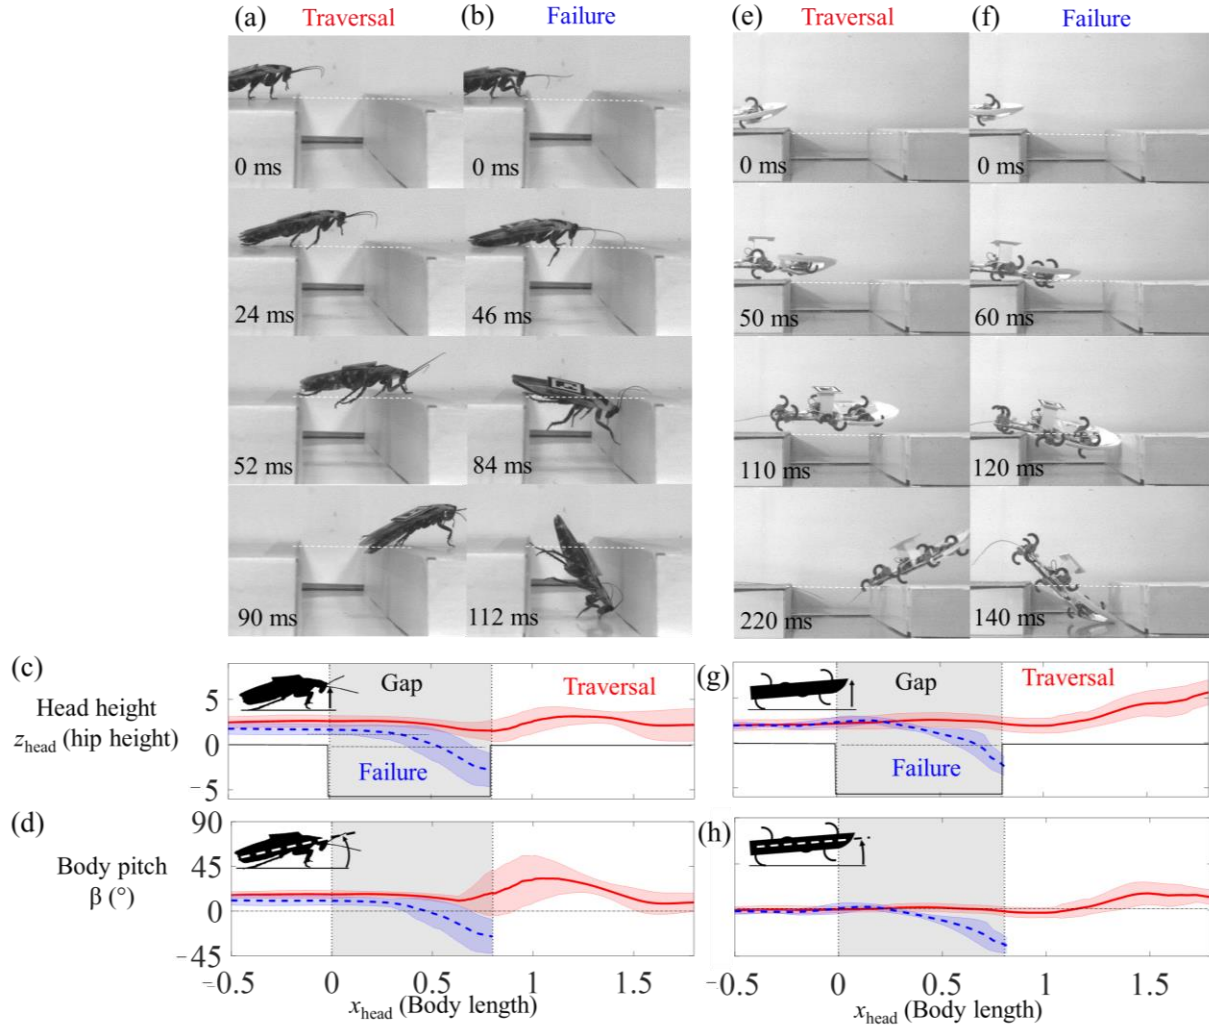 (a) Traversal (b) Failure
(e) Traversal (f) Failure
0 ms 0 ms
0 ms 0 ms
24 ms 46 ms
50 ms 60 ms
52 ms 84 ms
110 ms 120 ms
90 ms 112 ms
220 ms 140 ms
(c)
Head height
z_head (hip height)
5
0
−5
Gap
Traversal
Failure
(g)
Gap
Traversal
Failure
(d)
Body pitch
β (°)
90
45
0
−45
(h)
−0.5 0 0.5 1 1.5
x_head (Body length)
−0.5 0 0.5 1 1.5
x_head (Body length)